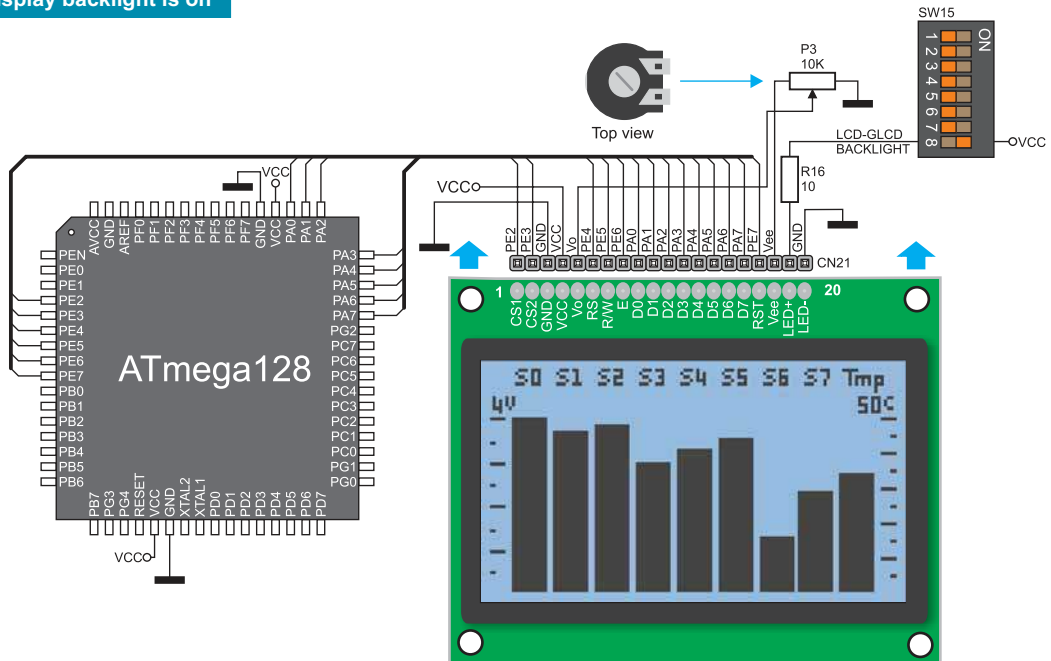 display backlight is on
SW15
ON
1
2
3
4
5
6
7
8
P3
10K
Top view
LCD-GLCD
BACKLIGHT
VCC
R16
10
VCC
VCC
PE2
PE3
GND
VCC
Vo
PE4
PE5
PE6
PA0
PA1
PA2
PA3
PA4
PA5
PA6
PA7
PE7
Vee
GND
CN21
1
20
CS1
CS2
GND
VCC
Vo
RS
R/W
E
D0
D1
D2
D3
D4
D5
D6
D7
RST
Vee
LED+
LED-
AVCC
GND
AREF
PF0
PF1
PF2
PF3
PF4
PF5
PF6
PF7
GND
VCC
PA0
PA1
PA2
PEN
PE0
PE1
PE2
PE3
PE4
PE5
PE6
PE7
PB0
PB1
PB2
PB3
PB4
PB5
PB6
ATmega128
PA3
PA4
PA5
PA6
PA7
PG2
PC7
PC6
PC5
PC4
PC3
PC2
PC1
PC0
PG1
PG0
PB7
PG3
PG4
RESET
VCC
GND
XTAL2
XTAL1
PD0
PD1
PD2
PD3
PD4
PD5
PD6
PD7
VCC
S0 S1 S2 S3 S4 S5 S6 S7 Tmp
4V 50C